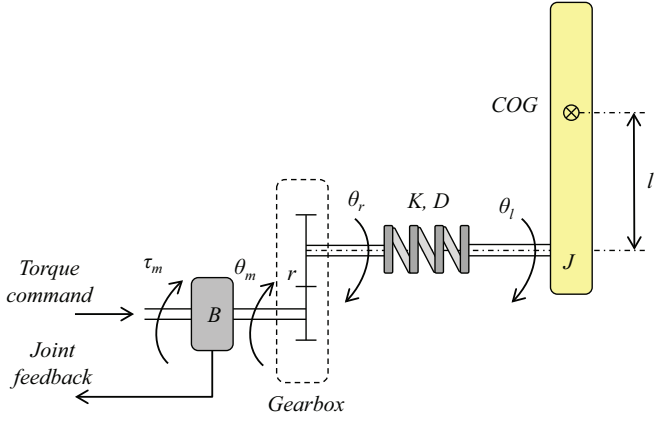 COG
l
θr
K, D
θl
J
τm
θm
r
Torque
command
B
Joint
feedback
Gearbox